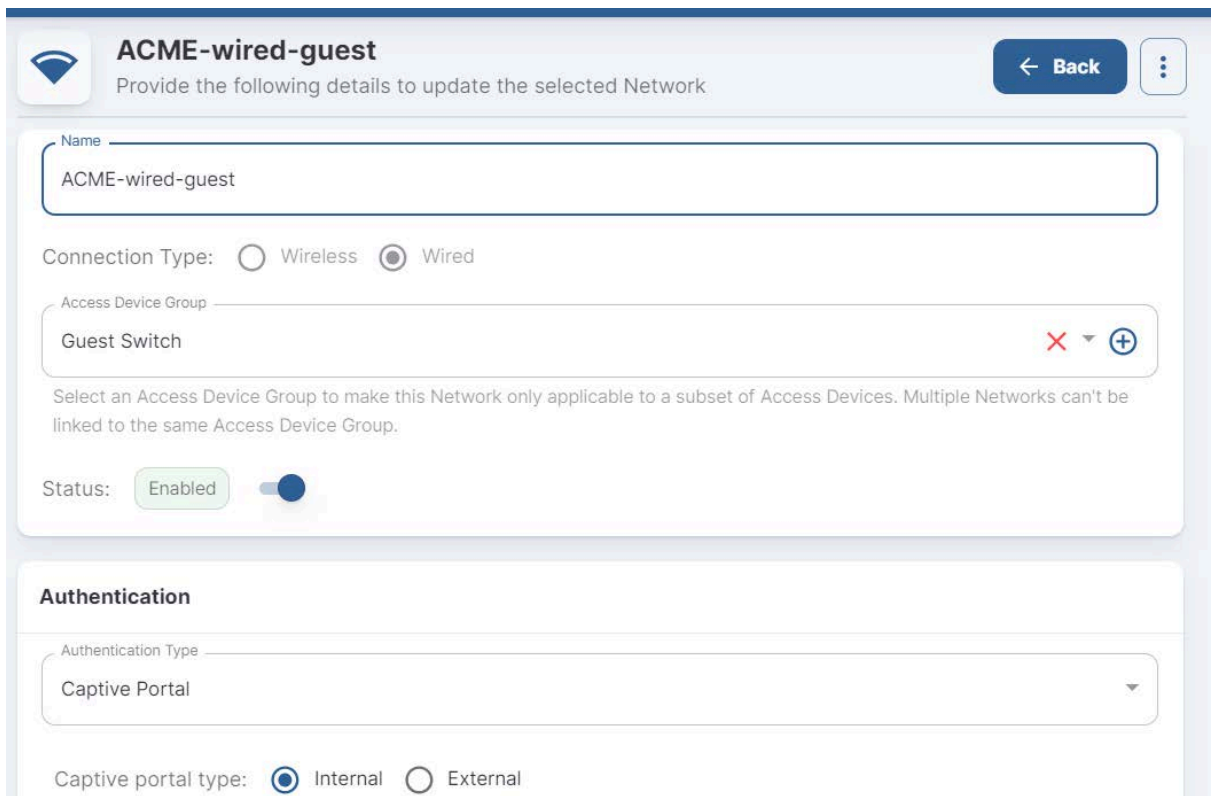 ACME-wired-guest
Provide the following details to update the selected Network
Back
Name
ACME-wired-guest
Connection Type: Wireless Wired
Access Device Group
Guest Switch
Select an Access Device Group to make this Network only applicable to a subset of Access Devices. Multiple Networks can't be
linked to the same Access Device Group.
Status: Enabled
Authentication
Authentication Type
Captive Portal
Captive portal type: Internal External